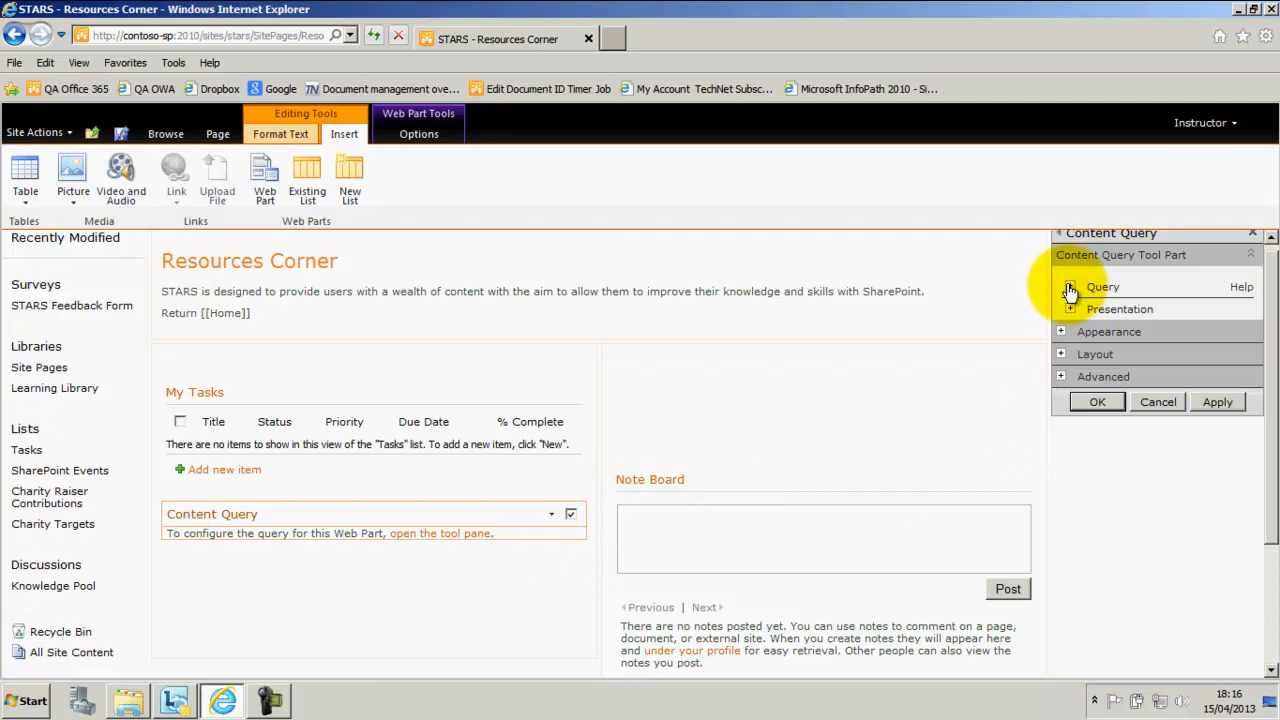 STARS - Resources Corner - Windows Internet Explorer
http://contoso-sp:2010/sites/stars/SitePages/Reso
STARS - Resources Corner
File Edit View Favorites Tools Help
QA Office 365 QA OWA Dropbox Google Document management ove... Edit Document ID Timer Job My Account TechNet Subsc... Microsoft InfoPath 2010 - Si...
Editing Tools Web Part Tools
Site Actions Browse Page Format Text Insert Options Instructor
Table Picture Video and Audio Link Upload File Web Part Existing List New List
Tables Media Links Web Parts
Recently Modified
Surveys
STARS Feedback Form
Libraries
Site Pages
Learning Library
Lists
Tasks
SharePoint Events
Charity Raiser
Contributions
Charity Targets
Discussions
Knowledge Pool
Recycle Bin
All Site Content
Resources Corner
STARS is designed to provide users with a wealth of content with the aim to allow them to improve their knowledge and skills with SharePoint.
Return [[Home]]
My Tasks
Title Status Priority Due Date % Complete
There are no items to show in this view of the "Tasks" list. To add a new item, click "New".
Add new item
Content Query
To configure the query for this Web Part, open the tool pane.
Note Board
Post
Previous | Next
There are no notes posted yet. You can use notes to comment on a page,
document, or external site. When you create notes they will appear here
and under your profile for easy retrieval. Other people can also view the
notes you post.
Content Query
Content Query Tool Part
Query Help
Presentation
Appearance
Layout
Advanced
OK Cancel Apply
Start
18:16
15/04/2013